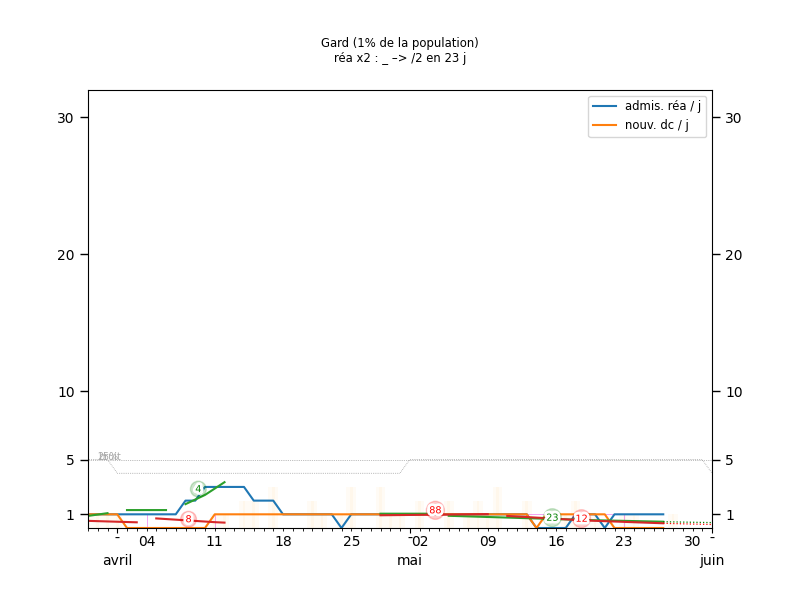 Gard (1% de la population)
réa x2 : _ –> /2 en 23 j
admis. réa / j
nouv. dc / j
30 30
20 20
10 10
5 5
1 1
4
8
88
23
12
- 04 11 18 25 - 02 09 16 23 30 -
avril mai juin